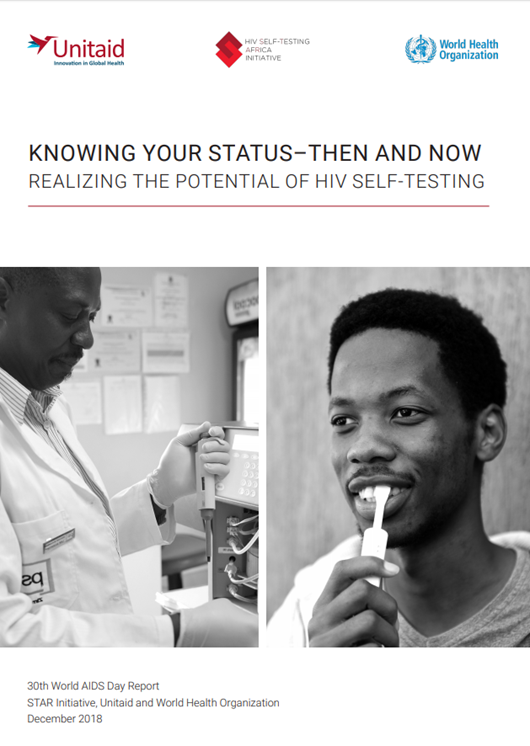 Unitaid
Innovation in Global Health
HIV SELF-TESTING
AFRICA
INITIATIVE
World Health
Organization
KNOWING YOUR STATUS–THEN AND NOW
REALIZING THE POTENTIAL OF HIV SELF-TESTING
30th World AIDS Day Report
STAR Initiative, Unitaid and World Health Organization
December 2018